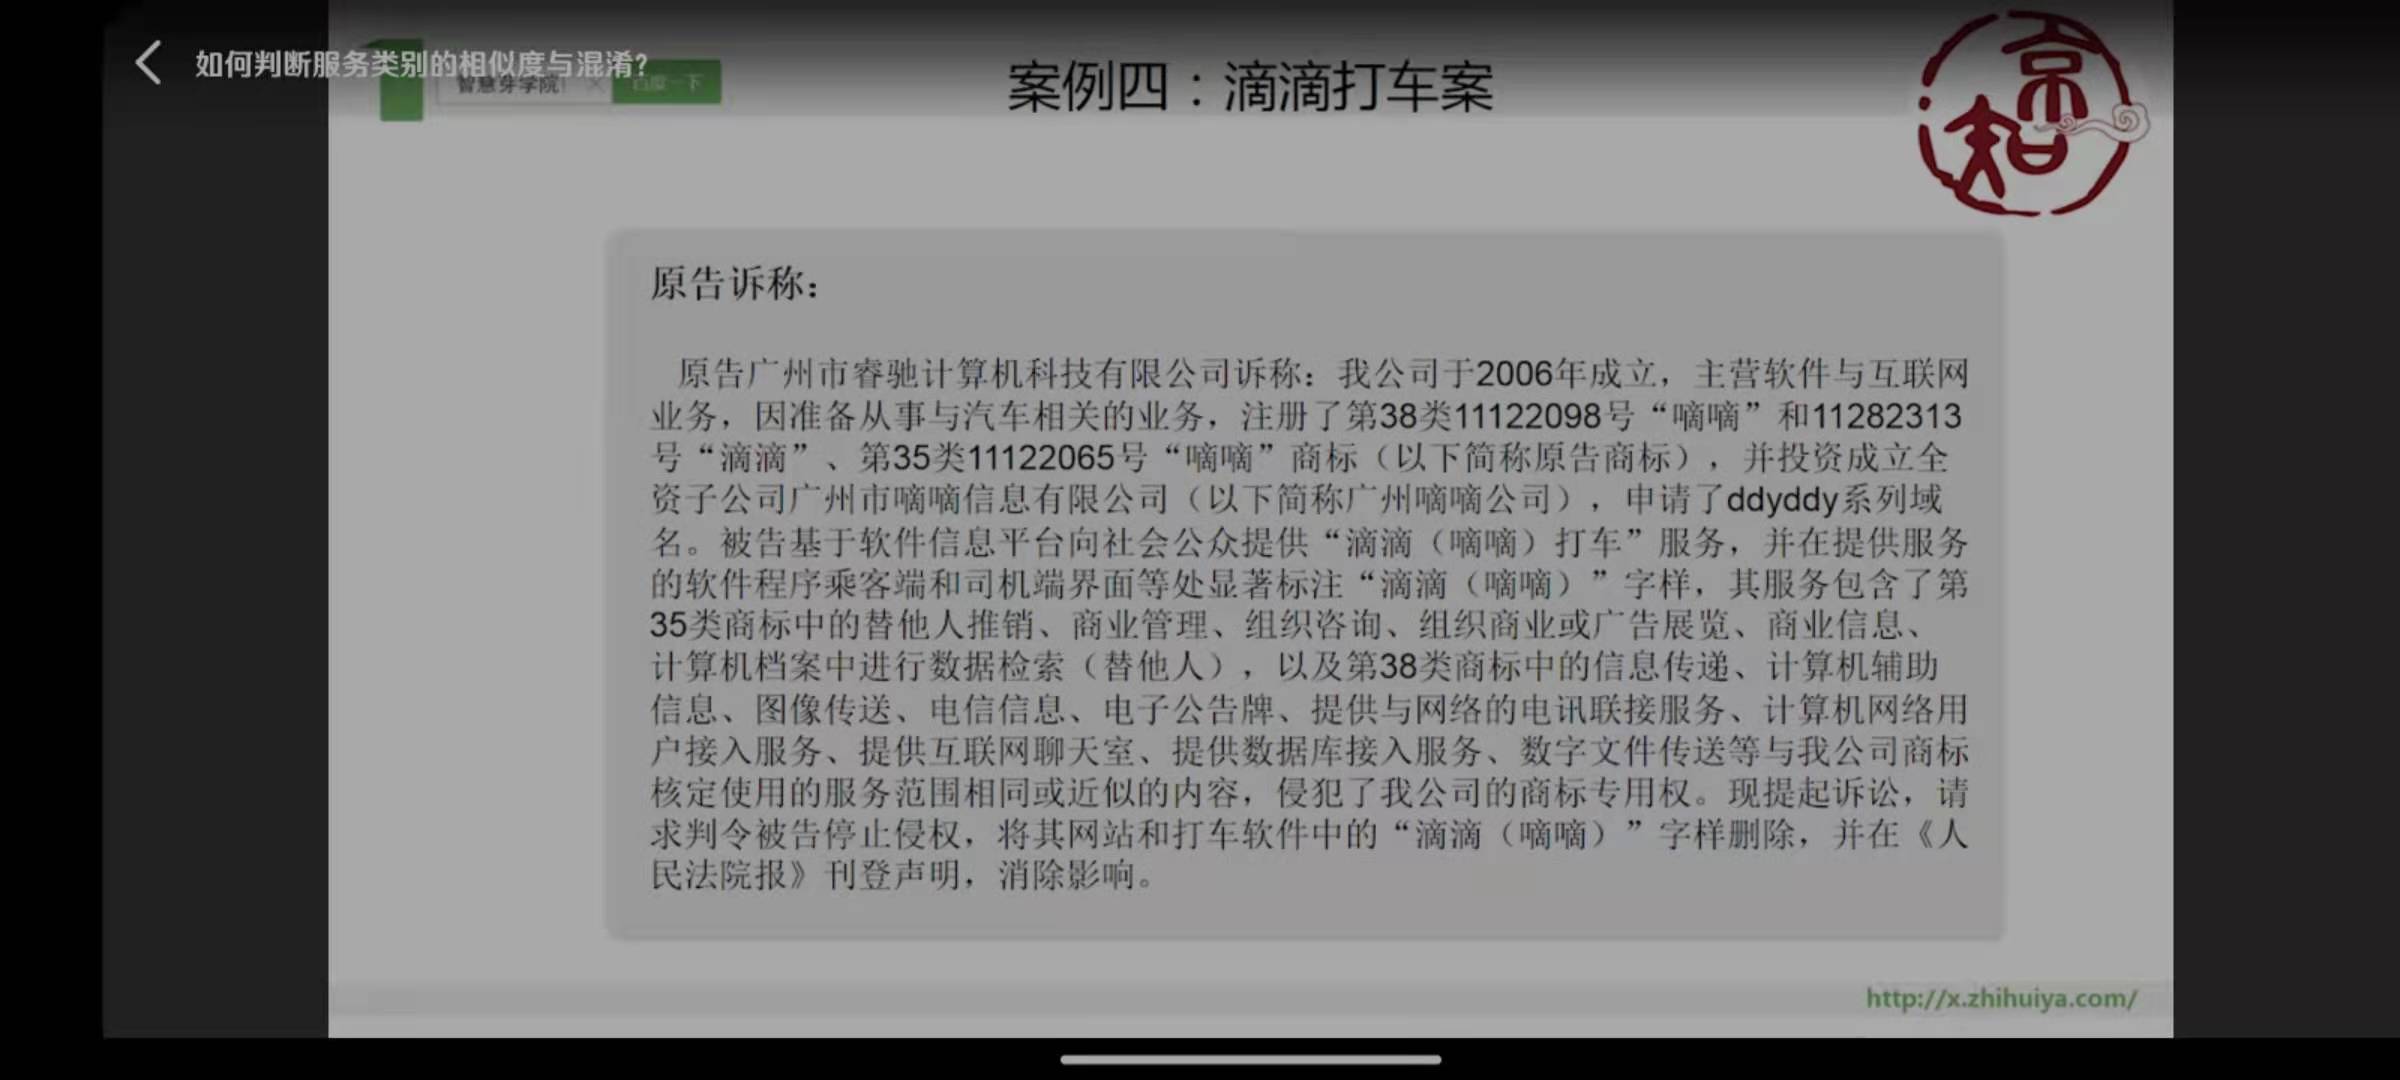 如何判断服务类别的相似度与混淆?
智慧芽学院
百度一下
案例四：滴滴打车案
京知
原告诉称：
原告广州市睿驰计算机科技有限公司诉称：我公司于2006年成立，主营软件与互联网
业务，因准备从事与汽车相关的业务，注册了第38类11122098号“嘀嘀”和11282313
号“滴滴”、第35类11122065号“嘀嘀”商标（以下简称原告商标），并投资成立全
资子公司广州市嘀嘀信息有限公司（以下简称广州嘀嘀公司），申请了ddyddy系列域
名。被告基于软件信息平台向社会公众提供“滴滴（嘀嘀）打车”服务，并在提供服务
的软件程序乘客端和司机端界面等处显著标注“滴滴（嘀嘀）”字样，其服务包含了第
35类商标中的替他人推销、商业管理、组织咨询、组织商业或广告展览、商业信息、
计算机档案中进行数据检索（替他人），以及第38类商标中的信息传递、计算机辅助
信息、图像传送、电信信息、电子公告牌、提供与网络的电讯联接服务、计算机网络用
户接入服务、提供互联网聊天室、提供数据库接入服务、数字文件传送等与我公司商标
核定使用的服务范围相同或近似的内容，侵犯了我公司的商标专用权。现提起诉讼，请
求判令被告停止侵权，将其网站和打车软件中的“滴滴（嘀嘀）”字样删除，并在《人
民法院报》刊登声明，消除影响。
http://x.zhihuiya.com/